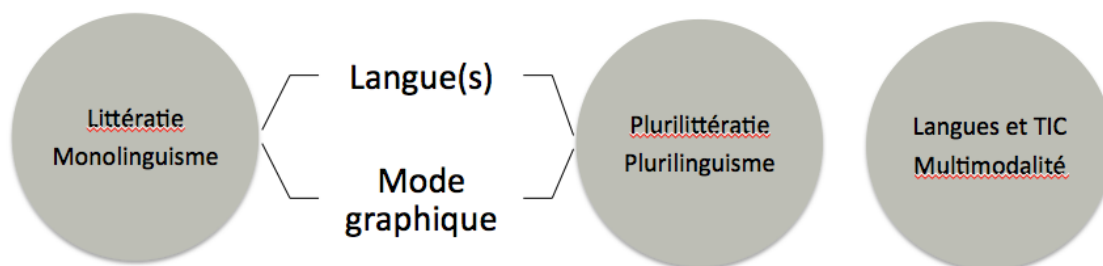 Littératie
Monolinguisme
Langue(s)
Mode
graphique
Plurilittératie
Plurilinguisme
Langues et TIC
Multimodalité